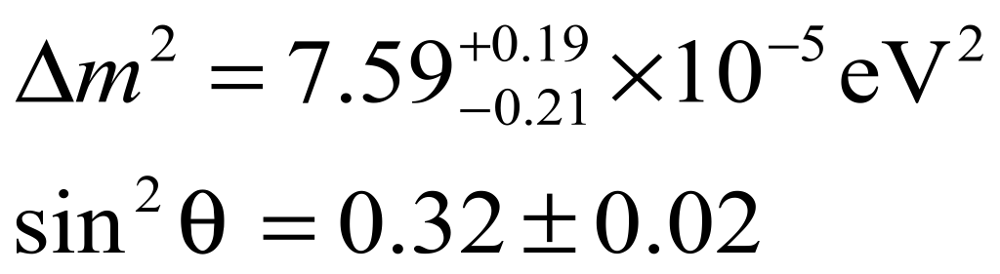 Δm² = 7.59⁺⁰·¹⁹₋₀.₂₁ ×10⁻⁵ eV²
sin² θ = 0.32 ± 0.02